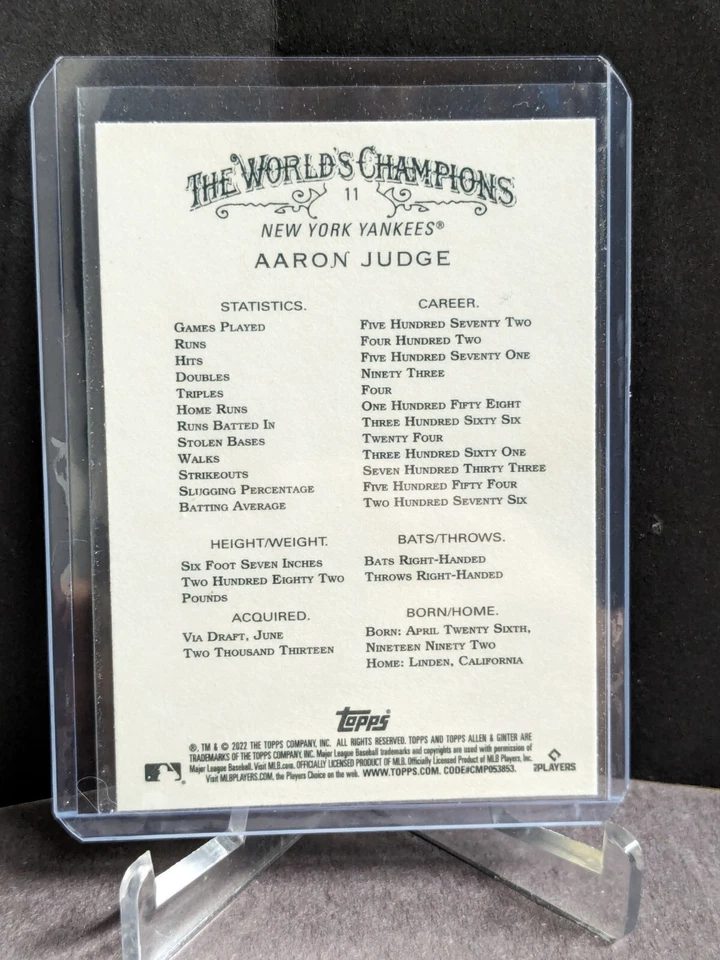 THE WORLD'S CHAMPIONS
11
NEW YORK YANKEES®
AARON JUDGE
STATISTICS. CAREER.
GAMES PLAYED FIVE HUNDRED SEVENTY TWO
RUNS FOUR HUNDRED TWO
HITS FIVE HUNDRED SEVENTY ONE
DOUBLES NINETY THREE
TRIPLES FOUR
HOME RUNS ONE HUNDRED FIFTY EIGHT
RUNS BATTED IN THREE HUNDRED SIXTY SIX
STOLEN BASES TWENTY FOUR
WALKS THREE HUNDRED SIXTY ONE
STRIKEOUTS SEVEN HUNDRED THIRTY THREE
SLUGGING PERCENTAGE FIVE HUNDRED FIFTY FOUR
BATTING AVERAGE TWO HUNDRED SEVENTY SIX
HEIGHT/WEIGHT.
SIX FOOT SEVEN INCHES
TWO HUNDRED EIGHTY TWO
POUNDS
BATS/THROWS.
BATS RIGHT-HANDED
THROWS RIGHT-HANDED
ACQUIRED.
VIA DRAFT, JUNE
TWO THOUSAND THIRTEEN
BORN/HOME.
BORN: APRIL TWENTY SIXTH,
NINETEEN NINETY TWO
HOME: LINDEN, CALIFORNIA
Topps
®, TM & © 2022 THE TOPPS COMPANY, INC. ALL RIGHTS RESERVED. TOPPS AND TOPPS ALLEN & GINTER ARE
TRADEMARKS OF THE TOPPS COMPANY, INC. Major League Baseball trademarks and copyrights are used with permission of
Major League Baseball. Visit MLB.com. OFFICIALLY LICENSED PRODUCT OF MLB. Officially Licensed Product of MLB Players, Inc.
Visit MLBPLAYERS.com, the Players Choice on the web. WWW.TOPPS.COM. CODE#CMP053853.
PLAYERS